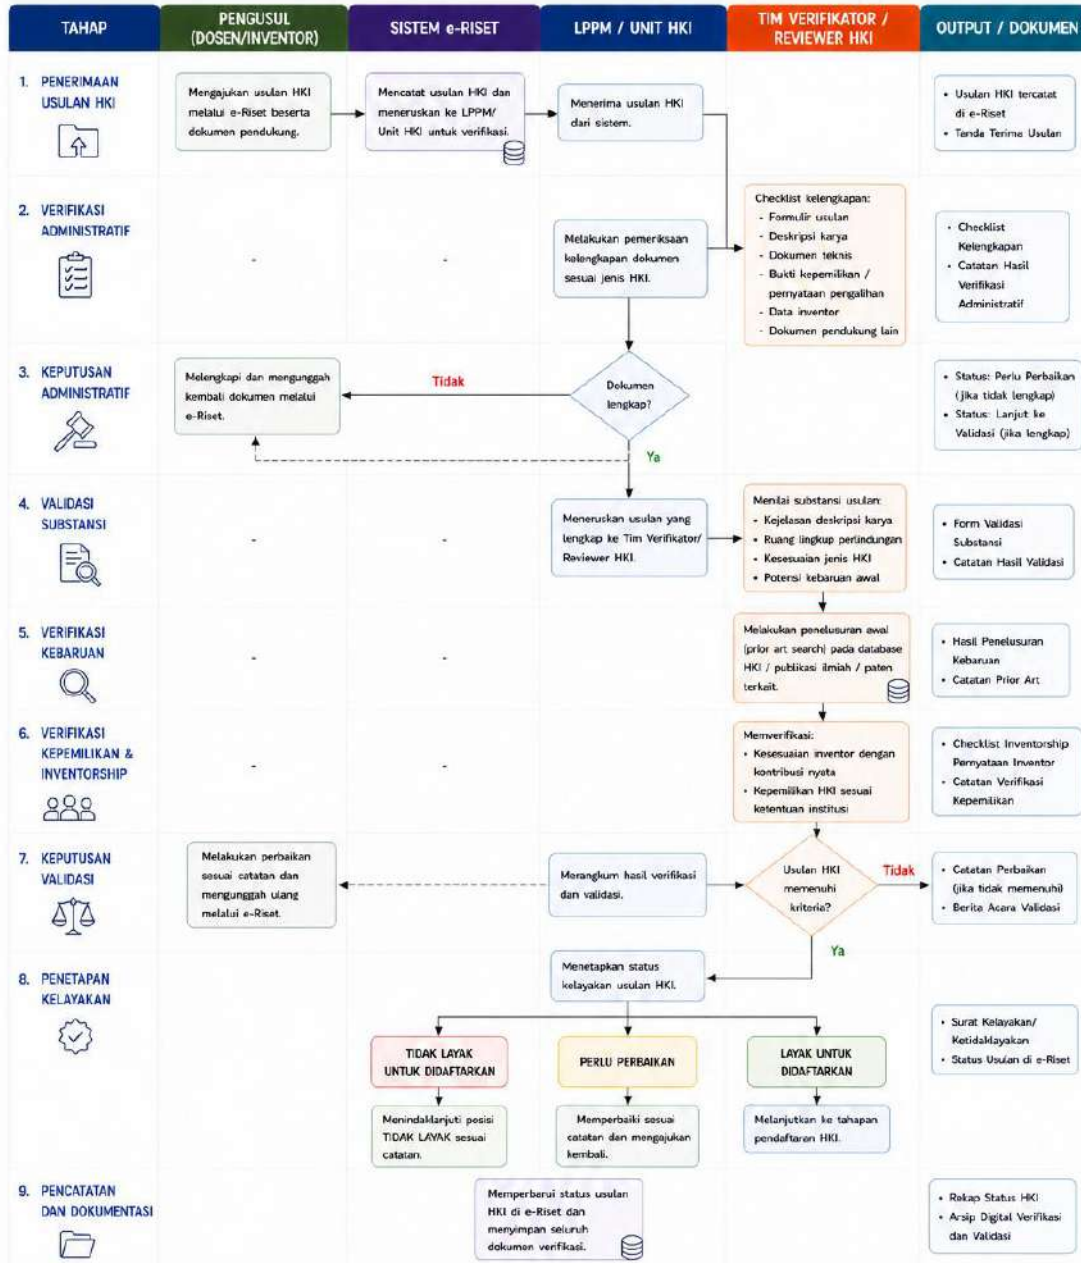 TAHAP
PENGUSUL
(DOSEN/INVENTOR)
SISTEM e-RISET
LPPM / UNIT HKI
TIM VERIFIKATOR /
REVIEWER HKI
OUTPUT / DOKUMEN
1. PENERIMAAN
USULAN HKI
Mengajukan usulan HKI
melalui e-Riset beserta
dokumen pendukung.
Mencatat usulan HKI dan
meneruskan ke LPPM/
Unit HKI untuk verifikasi.
Menerima usulan HKI
dari sistem.
• Usulan HKI tercatat
di e-Riset
• Tanda Terima Usulan
2. VERIFIKASI
ADMINISTRATIF
-
-
Melakukan pemeriksaan
kelengkapan dokumen
sesuai jenis HKI.
Checklist kelengkapan:
- Formulir usulan
- Deskripsi karya
- Dokumen teknis
- Bukti kepemilikan /
pernyataan pengalihan
- Data inventor
- Dokumen pendukung lain
• Checklist
Kelengkapan
• Catatan Hasil
Verifikasi
Administratif
3. KEPUTUSAN
ADMINISTRATIF
Melengkapi dan mengunggah
kembali dokumen melalui
e-Riset.
Tidak
Dokumen
lengkap?
Ya
• Status: Perlu Perbaikan
(jika tidak lengkap)
• Status: Lanjut ke
Validasi (jika lengkap)
4. VALIDASI
SUBSTANSI
-
-
Meneruskan usulan yang
lengkap ke Tim Verifikator/
Reviewer HKI.
Menilai substansi usulan:
• Kejelasan deskripsi karya
• Ruang lingkup perlindungan
• Kesesuaian jenis HKI
• Potensi kebaruan awal
• Form Validasi
Substansi
• Catatan Hasil Validasi
5. VERIFIKASI
KEBARUAN
-
-
Melakukan penelusuran awal
(prior art search) pada database
HKI / publikasi ilmiah / paten
terkait.
• Hasil Penelusuran
Kebaruan
• Catatan Prior Art
6. VERIFIKASI
KEPEMILIKAN &
INVENTORSHIP
-
-
Memverifikasi:
• Kesesuaian inventor dengan
kontribusi nyata
• Kepemilikan HKI sesuai
ketentuan institusi
• Checklist Inventorship
Pernyataan Inventor
• Catatan Verifikasi
Kepemilikan
7. KEPUTUSAN
VALIDASI
Melakukan perbaikan
sesuai catatan dan
mengunggah ulang
melalui e-Riset.
Merangkum hasil verifikasi
dan validasi.
Usulan HKI
memenuhi
kriteria?
Tidak
Ya
• Catatan Perbaikan
(jika tidak memenuhi)
• Berita Acara Validasi
8. PENETAPAN
KELAYAKAN
Menetapkan status
kelayakan usulan HKI.
TIDAK LAYAK
UNTUK DIDAFTARKAN
PERLU PERBAIKAN
LAYAK UNTUK
DIDAFTARKAN
Menindaklanjuti posisi
TIDAK LAYAK sesuai
catatan.
Memperbaiki sesuai
catatan dan mengajukan
kembali.
Melanjutkan ke tahapan
pendaftaran HKI.
• Surat Kelayakan/
Ketidaklayakan
• Status Usulan di e-Riset
9. PENCATATAN
DAN DOKUMENTASI
Memperbarui status usulan
HKI di e-Riset dan
menyimpan seluruh
dokumen verifikasi.
• Rekap Status HKI
• Arsip Digital Verifikasi
dan Validasi